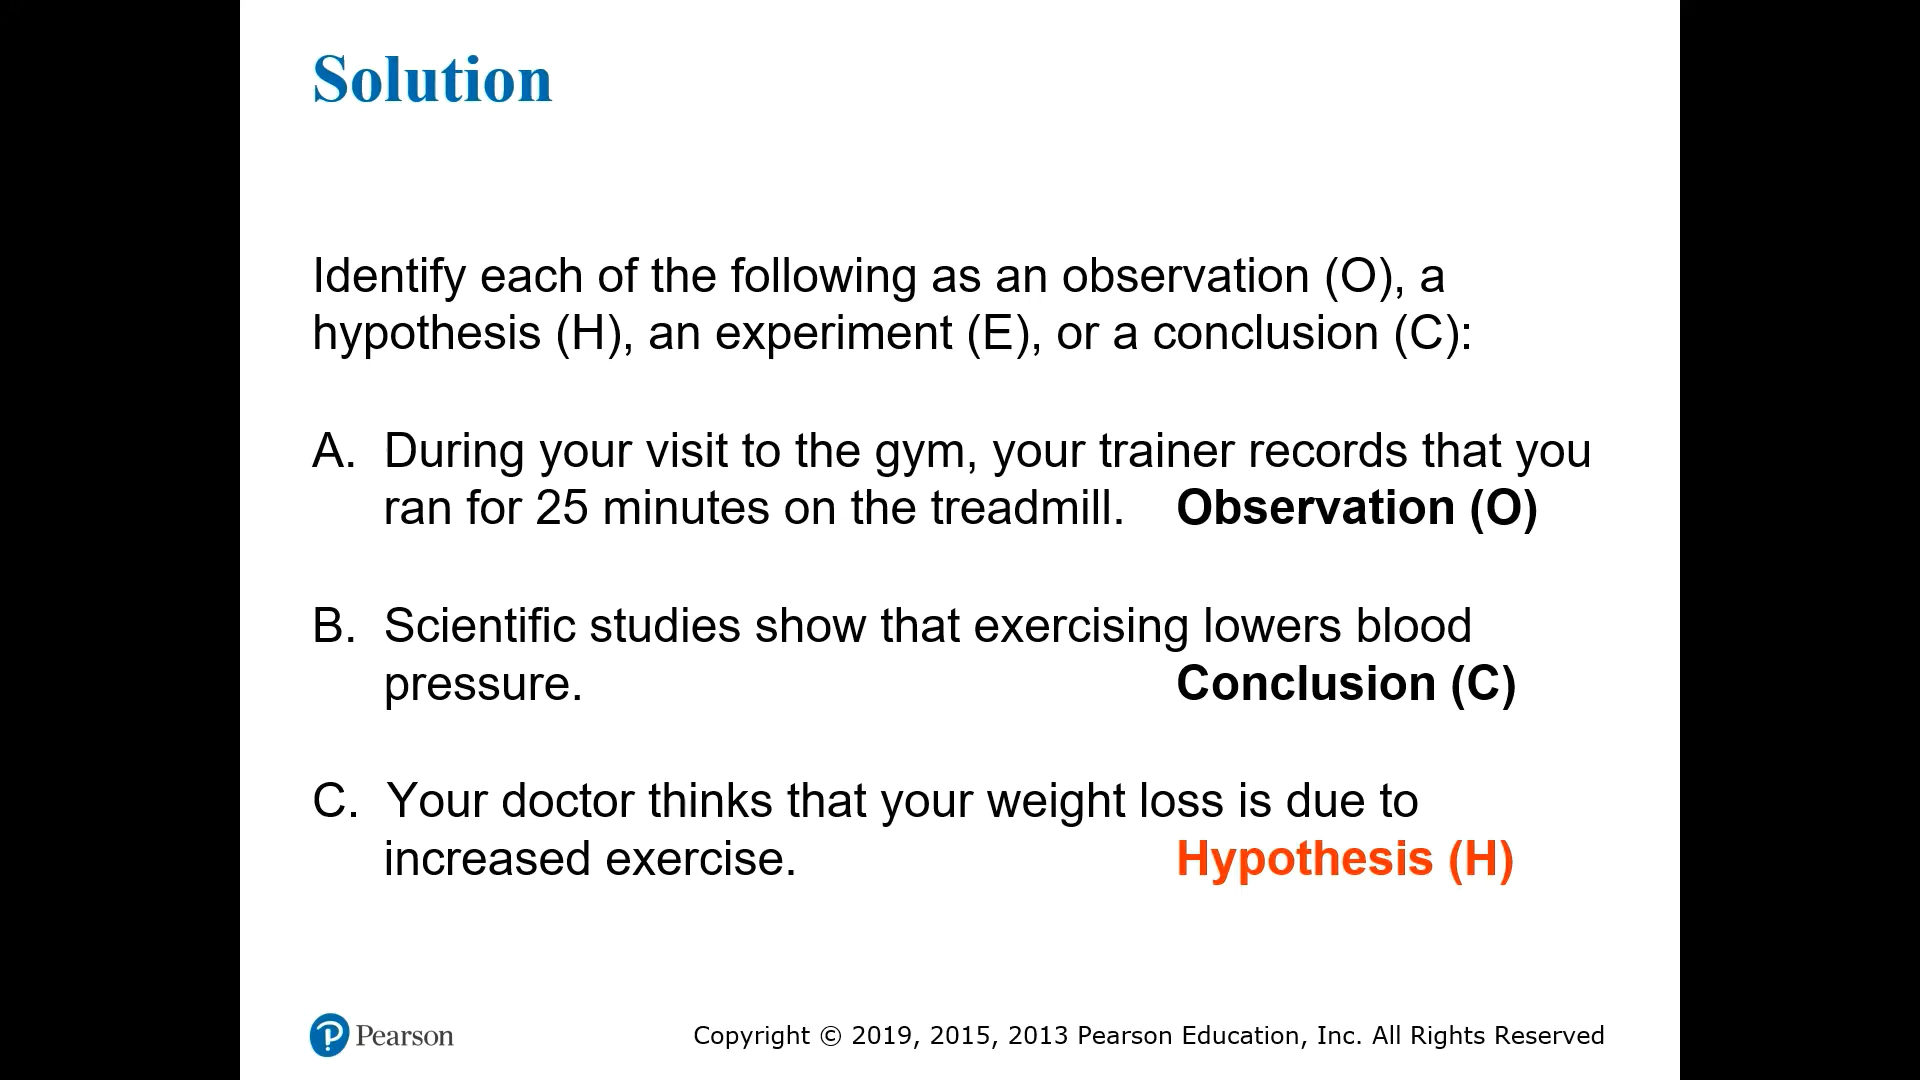 Solution
Identify each of the following as an observation (O), a
hypothesis (H), an experiment (E), or a conclusion (C):
A. During your visit to the gym, your trainer records that you
ran for 25 minutes on the treadmill. Observation (O)
B. Scientific studies show that exercising lowers blood
pressure. Conclusion (C)
C. Your doctor thinks that your weight loss is due to
increased exercise. Hypothesis (H)
P Pearson Copyright © 2019, 2015, 2013 Pearson Education, Inc. All Rights Reserved